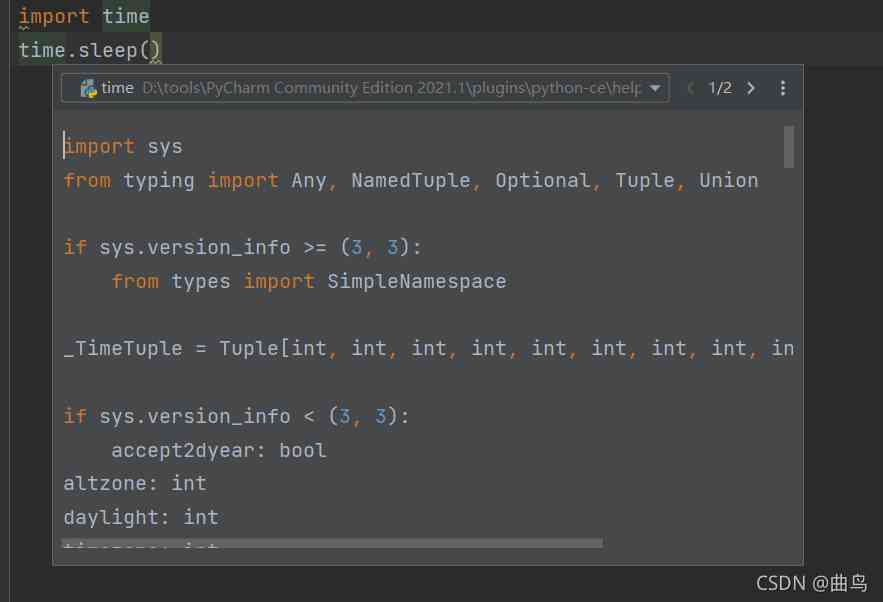 import time
time.sleep()
time D:\tools\PyCharm Community Edition 2021.1\plugins\python-ce\help 1/2
import sys
from typing import Any, NamedTuple, Optional, Tuple, Union
if sys.version_info >= (3, 3):
from types import SimpleNamespace
_TimeTuple = Tuple[int, int, int, int, int, int, int, int, in
if sys.version_info < (3, 3):
accept2dyear: bool
altzone: int
daylight: int
CSDN @曲鸟